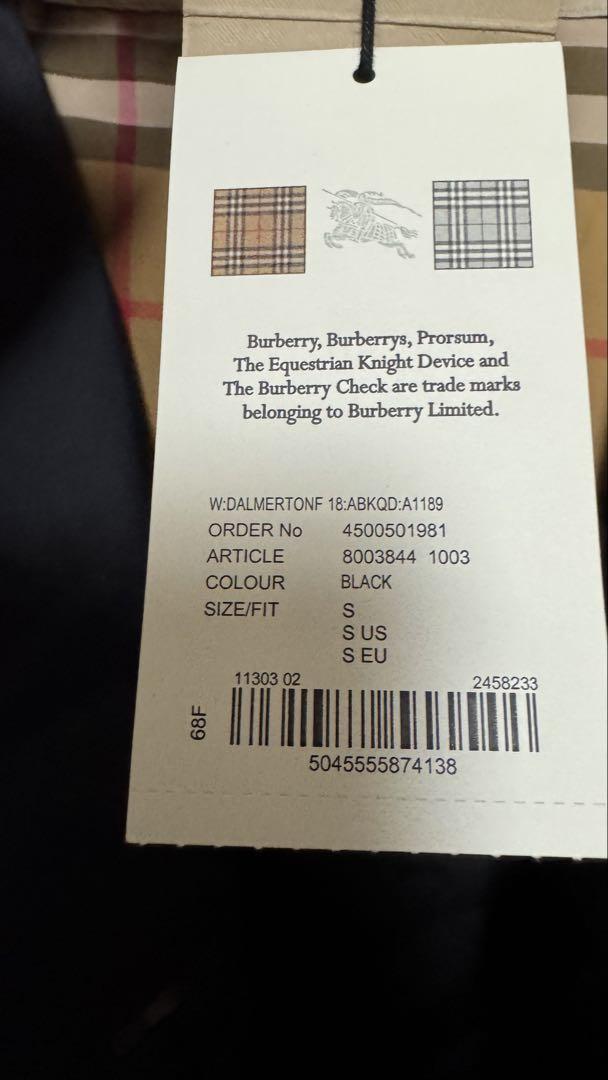 Burberry, Burberrys, Prorsum,
The Equestrian Knight Device and
The Burberry Check are trade marks
belonging to Burberry Limited.
W:DALMERTONF 18:ABKQD:A1189
ORDER No 4500501981
ARTICLE 8003844 1003
COLOUR BLACK
SIZE/FIT S
S US
S EU
11303 02 2458233
68F
5045555874138